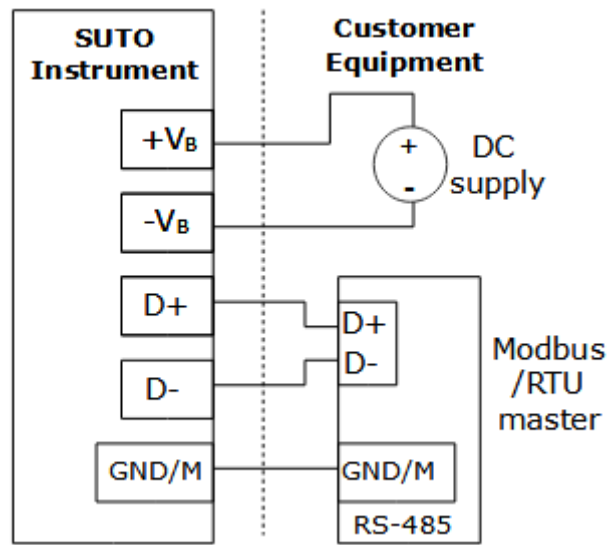 SUTO
Instrument
Customer
Equipment
+VB
+
-
DC
supply
-VB
D+
D-
GND/M
D+
D-
GND/M
RS-485
Modbus
/RTU
master